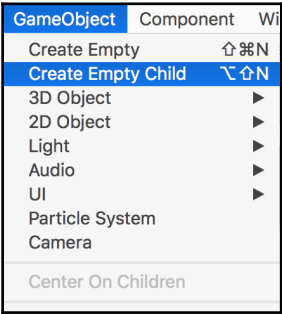 GameObject Component Wi
Create Empty ⇧⌘N
Create Empty Child ⌥⇧N
3D Object ▶
2D Object ▶
Light ▶
Audio ▶
UI ▶
Particle System
Camera
Center On Children